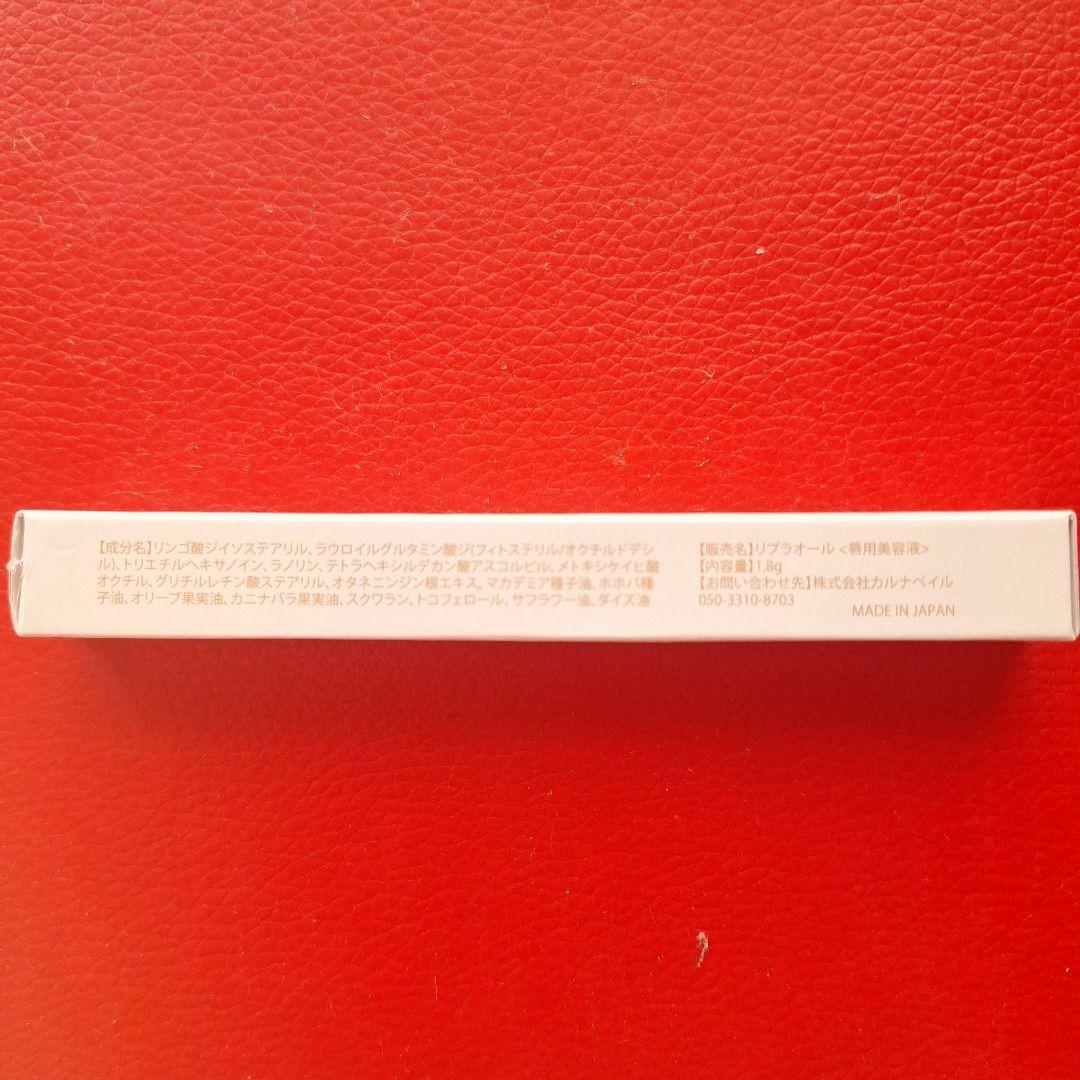 【成分名】リンゴ酸ジイソステアリル、ラウロイルグルタミン酸ジ(フィトステリル/オクチルドデシ
ル)、トリエチルヘキサノイン、ラノリン、テトラヘキシルデカン酸アスコルビル、メトキシケイヒ酸
オクチル、グリチルレチン酸ステアリル、オタネニンジン根エキス、マカデミア種子油、ホホバ種
子油、オリーブ果実油、カニナバラ果実油、スクワラン、トコフェロール、サフラワー油、ダイズ油
【販売名】リプラオール <唇用美容液>
【内容量】1.8g
【お問い合わせ先】株式会社カルナベイル
050-3310-8703
MADE IN JAPAN